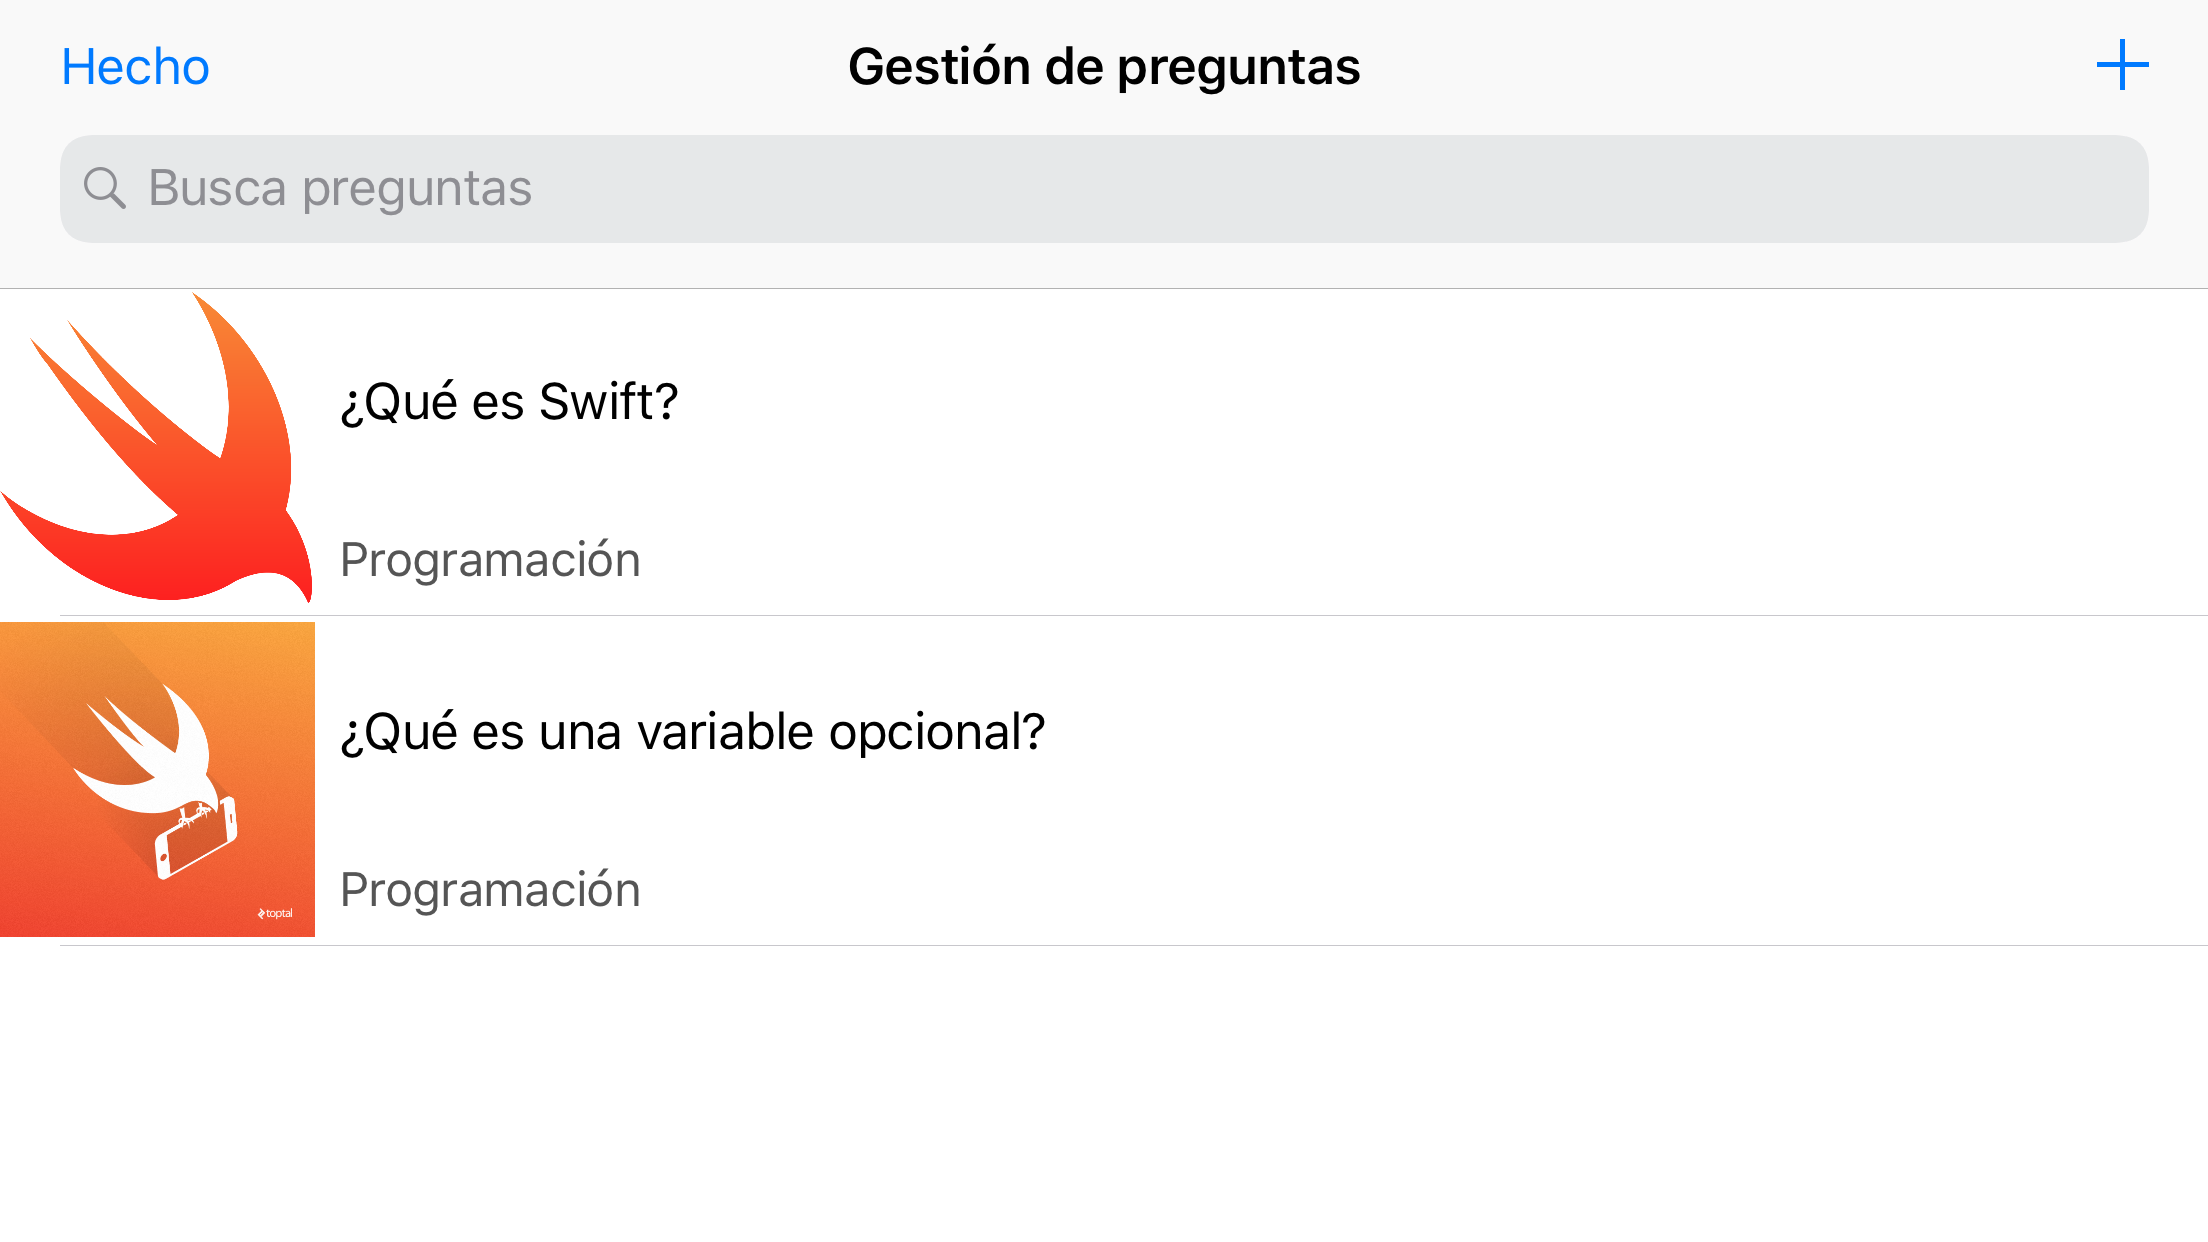 Hecho
Gestión de preguntas
Busca preguntas
¿Qué es Swift?
Programación
¿Qué es una variable opcional?
Programación
toptal